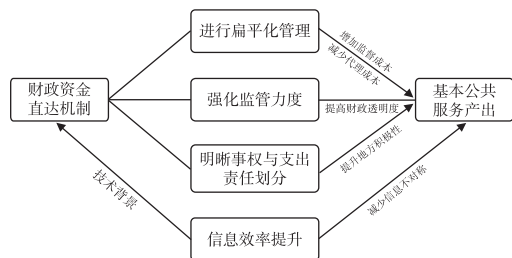 进行扁平化管理
增加监督成本
减少代理成本
财政资金
直达机制
强化监管力度
提高财政透明度
基本公共
服务产出
明晰事权与支出
责任划分
提升地方积极性
技术背景
信息效率提升
减少信息不对称